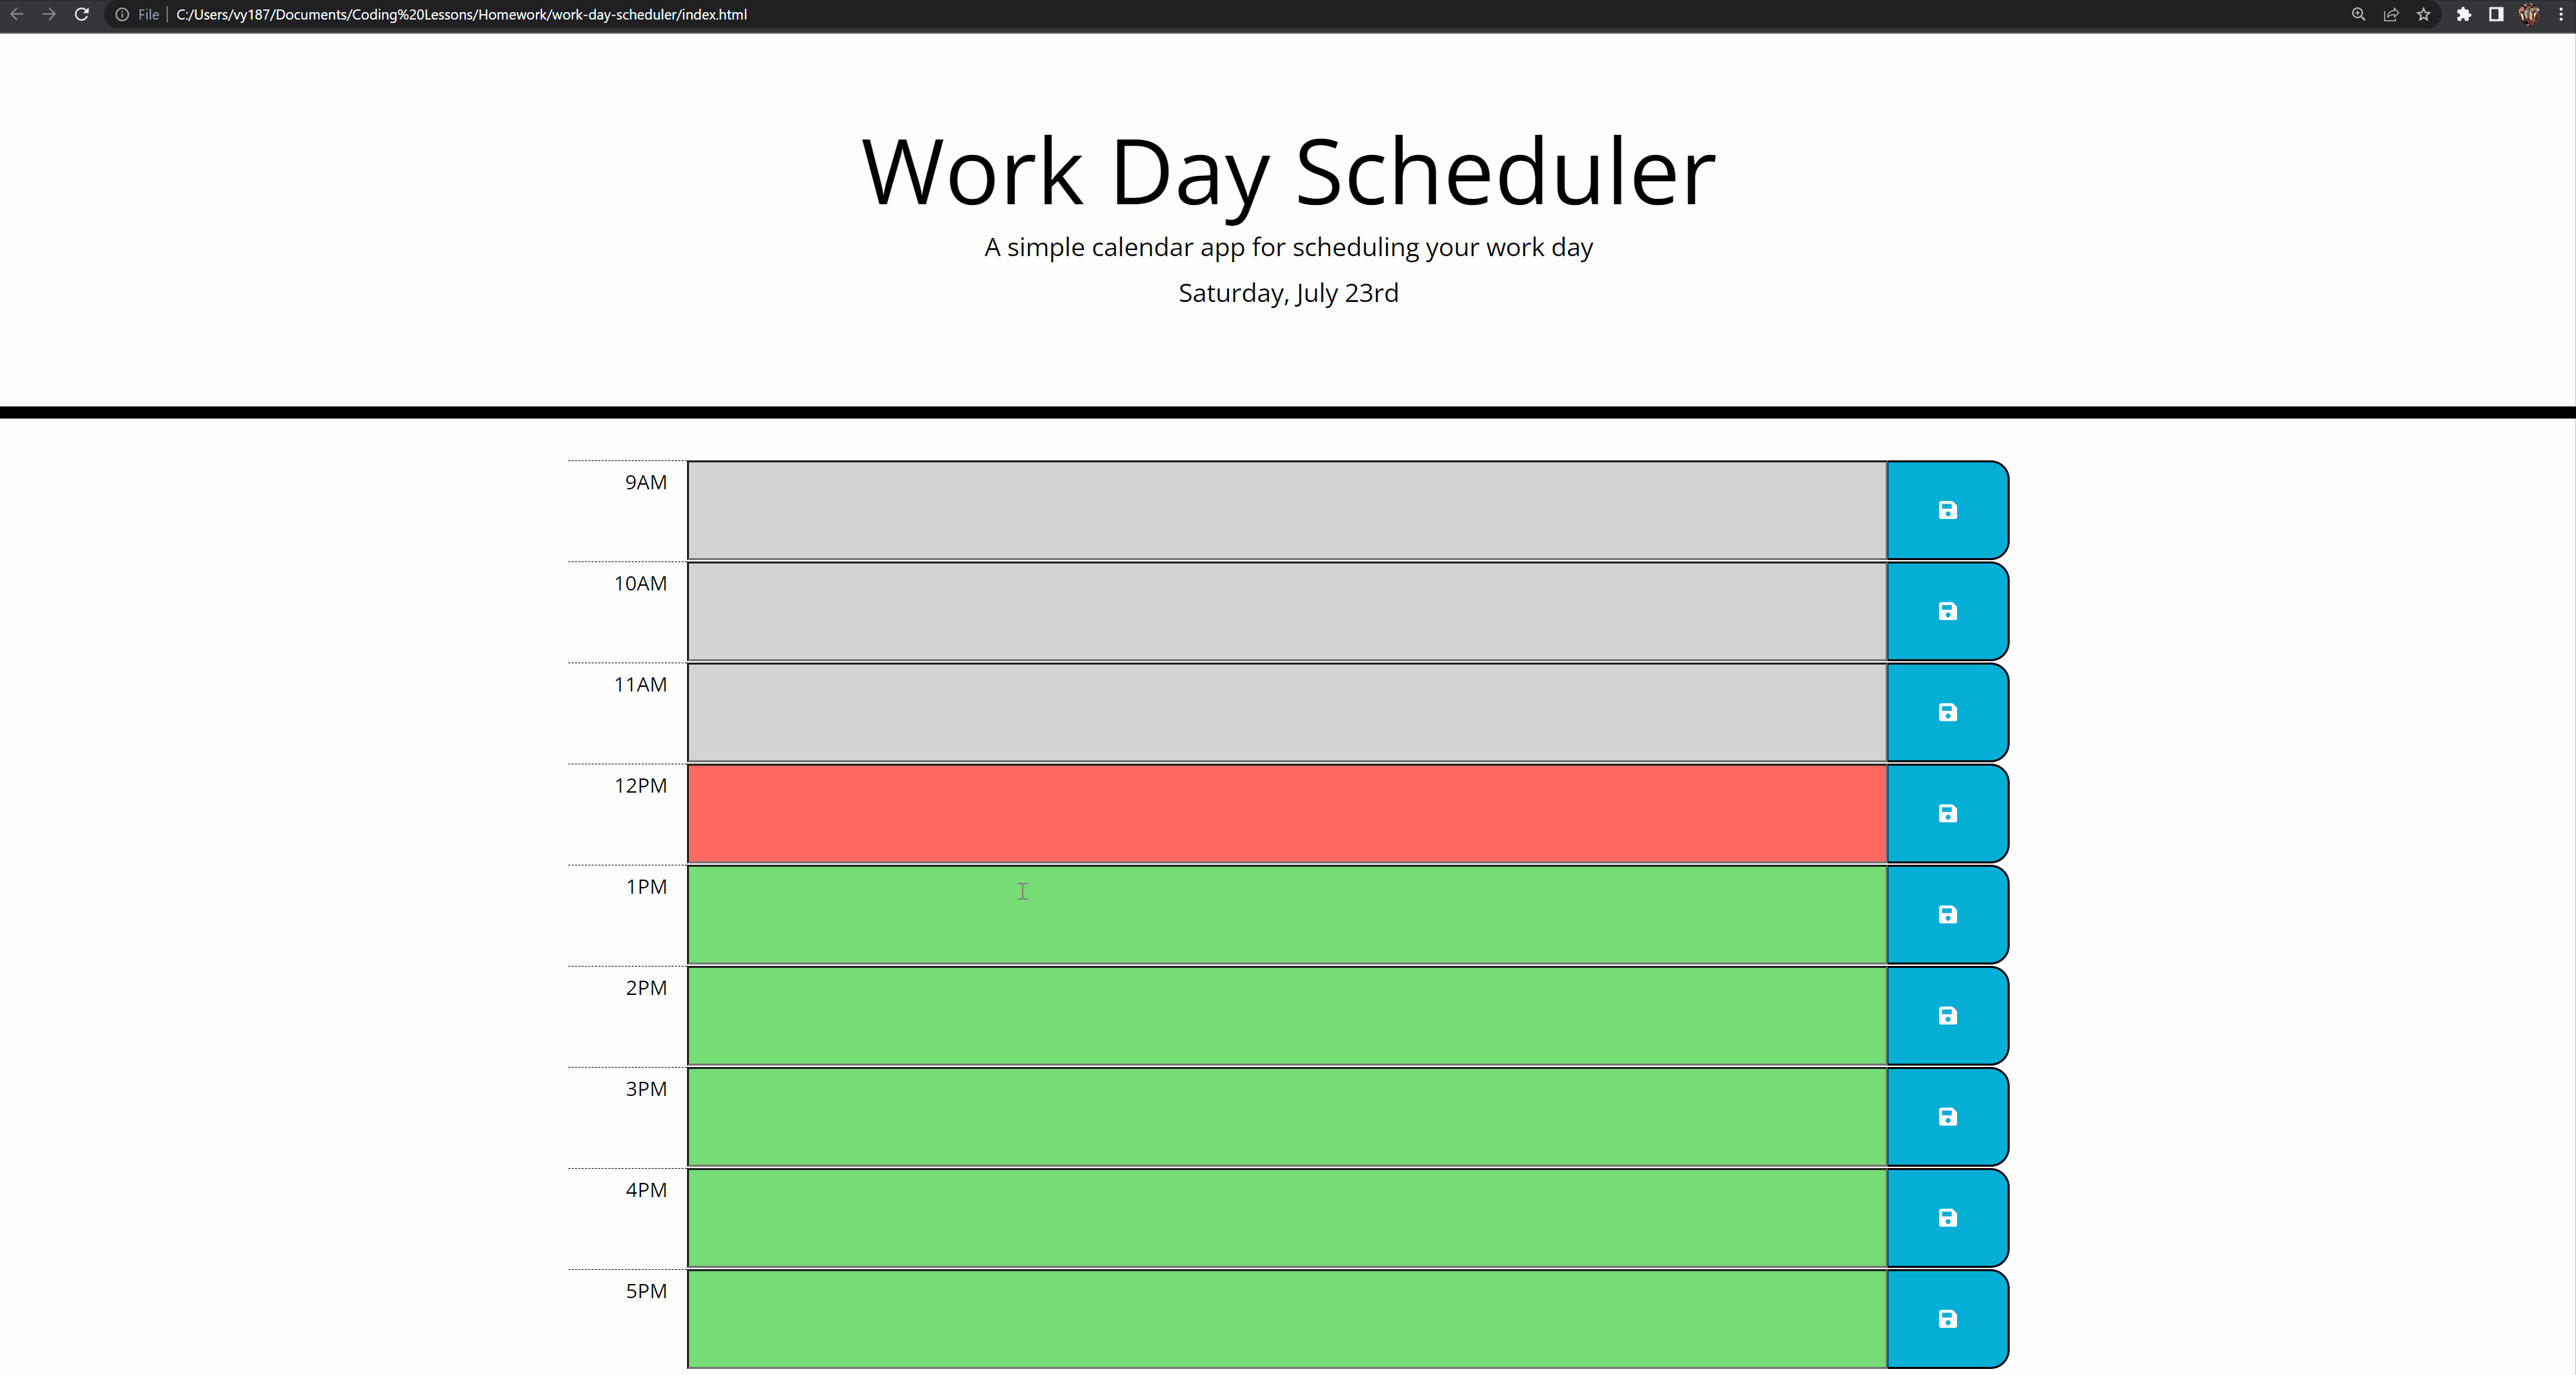 File C:/Users/vy187/Documents/Coding%20Lessons/Homework/work-day-scheduler/index.html
Work Day Scheduler
A simple calendar app for scheduling your work day
Saturday, July 23rd
9AM
10AM
11AM
12PM
1PM
2PM
3PM
4PM
5PM